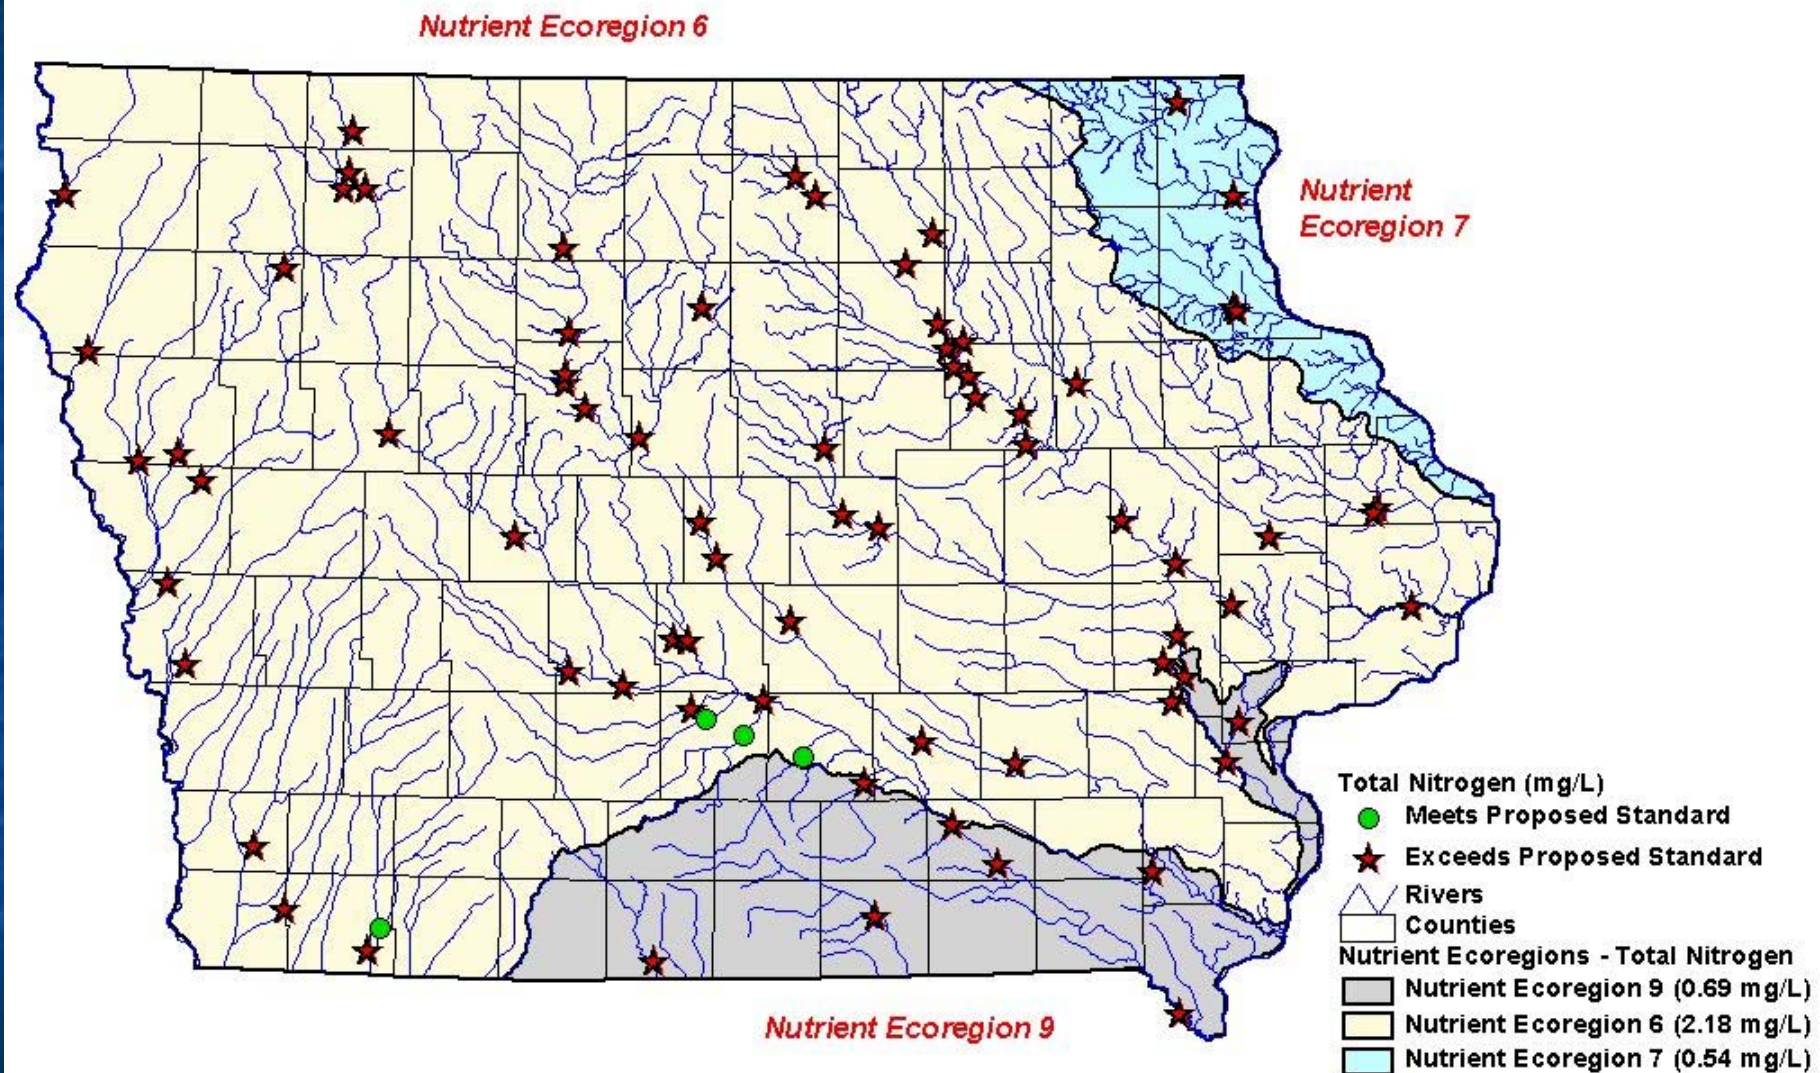 Nutrient Ecoregion 6
Nutrient
Ecoregion 7
Total Nitrogen (mg/L)
Meets Proposed Standard
Exceeds Proposed Standard
Rivers
Counties
Nutrient Ecoregions - Total Nitrogen
Nutrient Ecoregion 9 (0.69 mg/L)
Nutrient Ecoregion 6 (2.18 mg/L)
Nutrient Ecoregion 7 (0.54 mg/L)
Nutrient Ecoregion 9